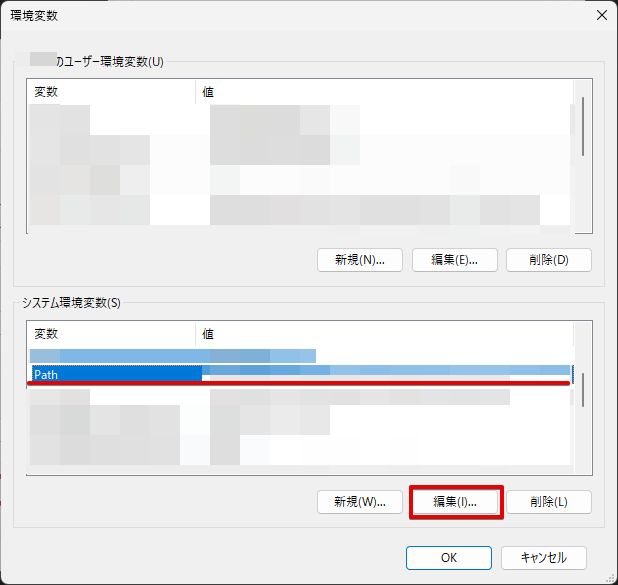 環境変数
のユーザー環境変数(U)
変数 値
新規(N)... 編集(E)... 削除(D)
システム環境変数(S)
変数 値
Path
新規(W)... 編集(I)... 削除(L)
OK キャンセル